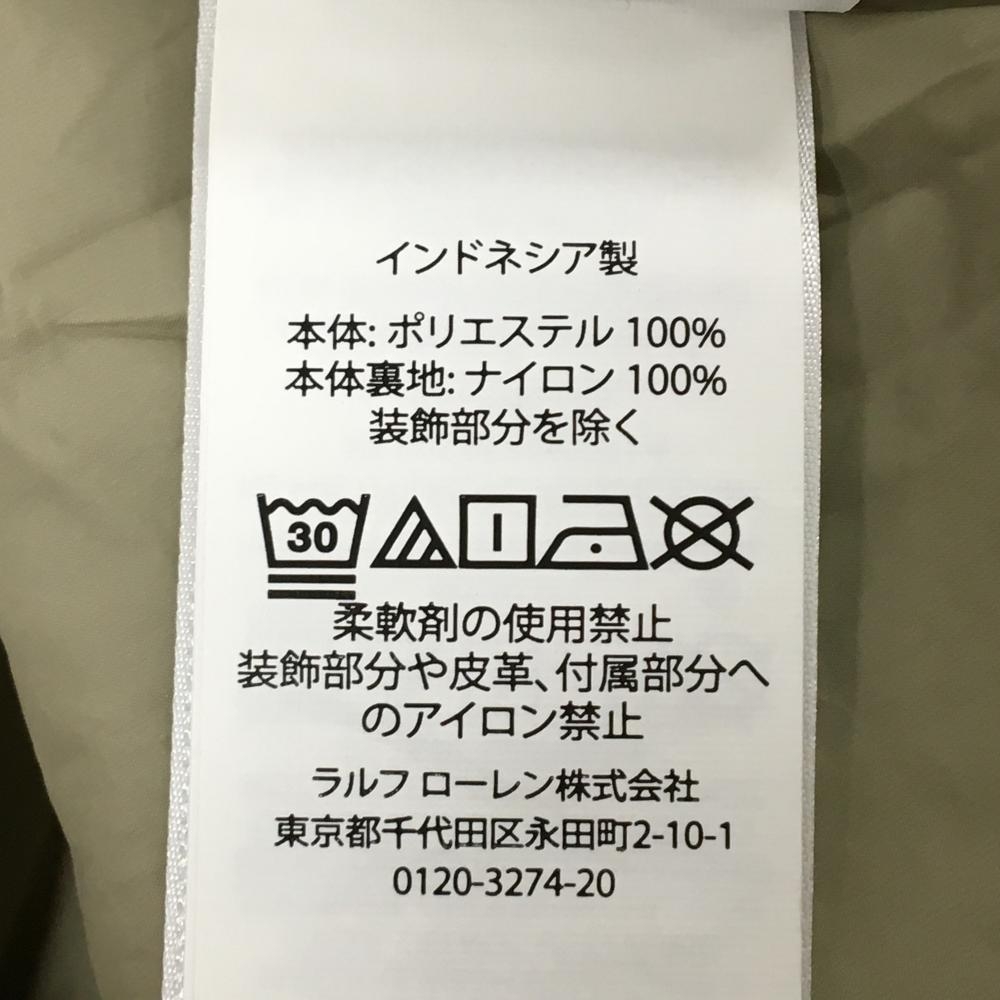 インドネシア製
本体: ポリエステル 100%
本体裏地: ナイロン 100%
装飾部分を除く
30
柔軟剤の使用禁止
装飾部分や皮革、付属部分へ
のアイロン禁止
ラルフ ローレン株式会社
東京都千代田区永田町2-10-1
0120-3274-20